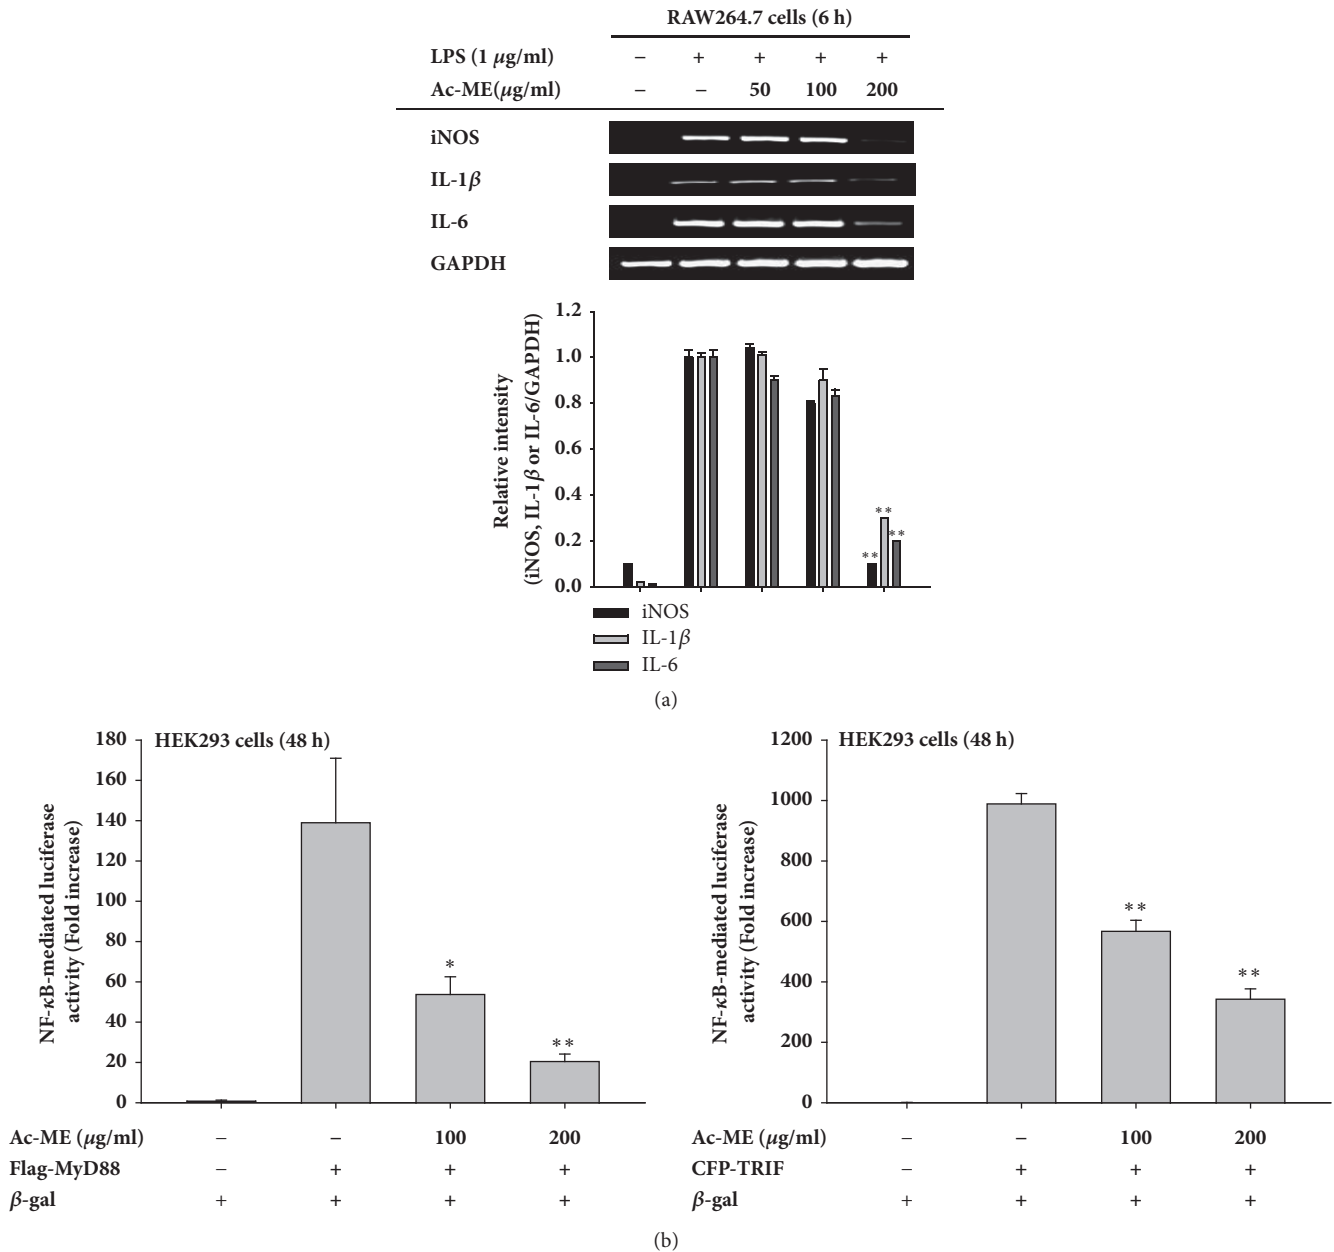 RAW264.7 cells (6 h)
LPS (1 μg/ml) − + + + +
Ac-ME(μg/ml) − − 50 100 200
iNOS
IL-1β
IL-6
GAPDH
Relative intensity
(iNOS, IL-1β or IL-6/GAPDH)
1.2
1.0
0.8
0.6
0.4
0.2
0.0
** ** **
iNOS
IL-1β
IL-6
(a)
HEK293 cells (48 h)
NF-κB-mediated luciferase
activity (Fold increase)
180
160
140
120
100
80
60
40
20
0
* **
Ac-ME (μg/ml) − − 100 200
Flag-MyD88 − + + +
β-gal + + + +
HEK293 cells (48 h)
NF-κB-mediated luciferase
activity (Fold increase)
1200
1000
800
600
400
200
0
** **
Ac-ME (μg/ml) − − 100 200
CFP-TRIF − + + +
β-gal + + + +
(b)